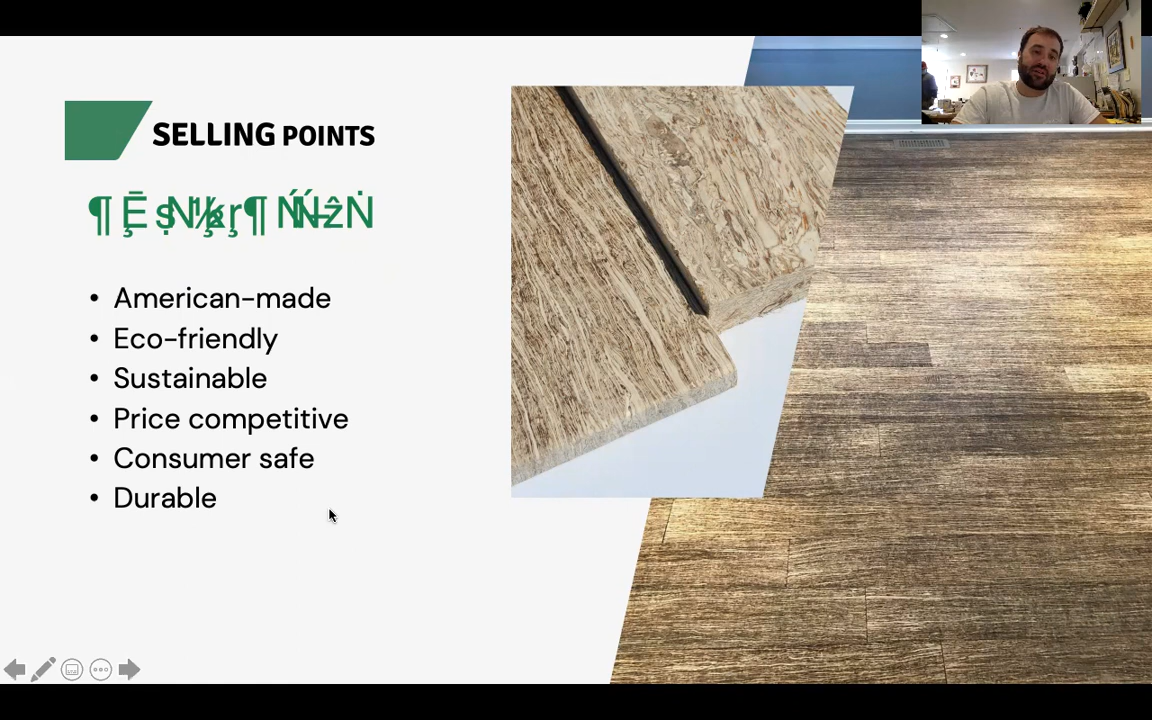 SELLING POINTS
• American-made
• Eco-friendly
• Sustainable
• Price competitive
• Consumer safe
• Durable